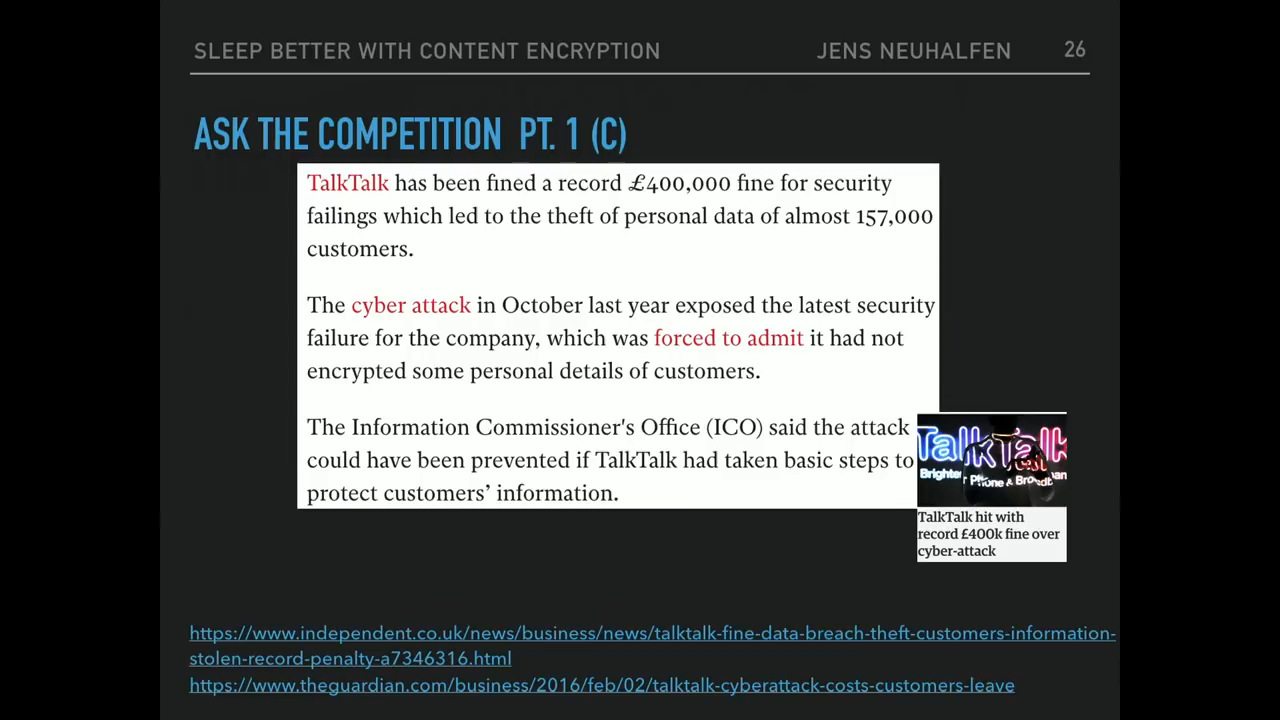 SLEEP BETTER WITH CONTENT ENCRYPTION JENS NEUHALFEN 26
ASK THE COMPETITION PT. 1 (C)
TalkTalk has been fined a record £400,000 fine for security
failings which led to the theft of personal data of almost 157,000
customers.
The cyber attack in October last year exposed the latest security
failure for the company, which was forced to admit it had not
encrypted some personal details of customers.
The Information Commissioner's Office (ICO) said the attack
could have been prevented if TalkTalk had taken basic steps to
protect customers’ information.
TalkTalk
Brighter Phone & Broadban
TalkTalk hit with
record £400k fine over
cyber-attack
https://www.independent.co.uk/news/business/news/talktalk-fine-data-breach-theft-customers-information-
stolen-record-penalty-a7346316.html
https://www.theguardian.com/business/2016/feb/02/talktalk-cyberattack-costs-customers-leave